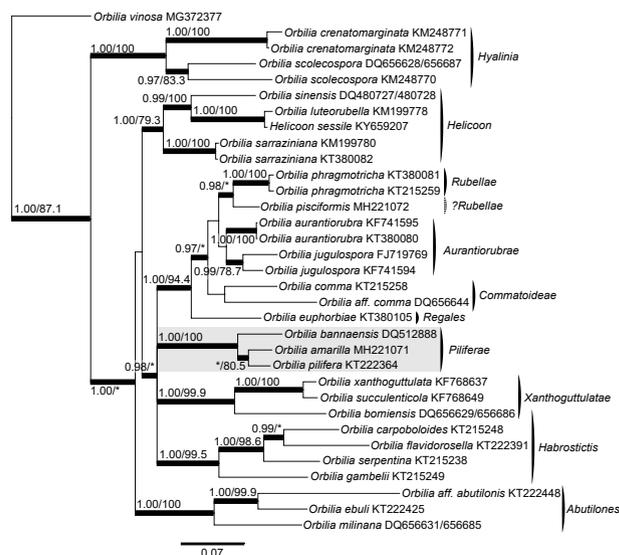 Orbilia vinosa MG372377
Orbilia crenatomarginata KM248771
1.00/100
1.00/100
Orbilia crenatomarginata KM248772
Hyalinia
Orbilia scolecospora DQ656628/656687
0.97/83.3
Orbilia scolecospora KM248770
Orbilia sinensis DQ480727/480728
0.99/100
Orbilia luteorubella KM199778
1.00/100
1.00/79.3
Helicoon sessile KY659207
Helicoon
Orbilia sarraziniana KM199780
1.00/100
Orbilia sarraziniana KT380082
Orbilia phragmotricha KT380081
1.00/100
Rubellae
0.98/*
Orbilia phragmotricha KT215259
1.00/87.1
Orbilia pisciformis MH221072
?Rubellae
Orbilia aurantiorubra KF741595
1.00/100
Orbilia aurantiorubra KT380080
0.97/*
Aurantiorubrae
Orbilia jugulospora FJ719769
0.99/78.7
Orbilia jugulospora KF741594
1.00/94.4
Orbilia comma KT215258
Commatoideae
Orbilia aff. comma DQ656644
Orbilia euphorbiae KT380105
Regales
Orbilia bannaensis DQ512888
1.00/100
Orbilia amarilla MH221071
Piliferae
*/80.5
Orbilia pilifera KT222364
0.98/*
1.00/*
Orbilia xanthoguttulata KF768637
1.00/100
1.00/99.9
Orbilia succulenticola KF768649
Xanthoguttulatae
Orbilia bomiensis DQ656629/656686
Orbilia carpoboloides KT215248
0.99/*
1.00/98.6
Orbilia flavidorosella KT222391
Habrostictis
1.00/99.5
Orbilia serpentina KT215238
Orbilia gambelii KT215249
Orbilia aff. abutilonis KT222448
1.00/99.9
1.00/100
Orbilia ebuli KT222425
Abutilones
Orbilia milinana DQ656631/656685
0.07